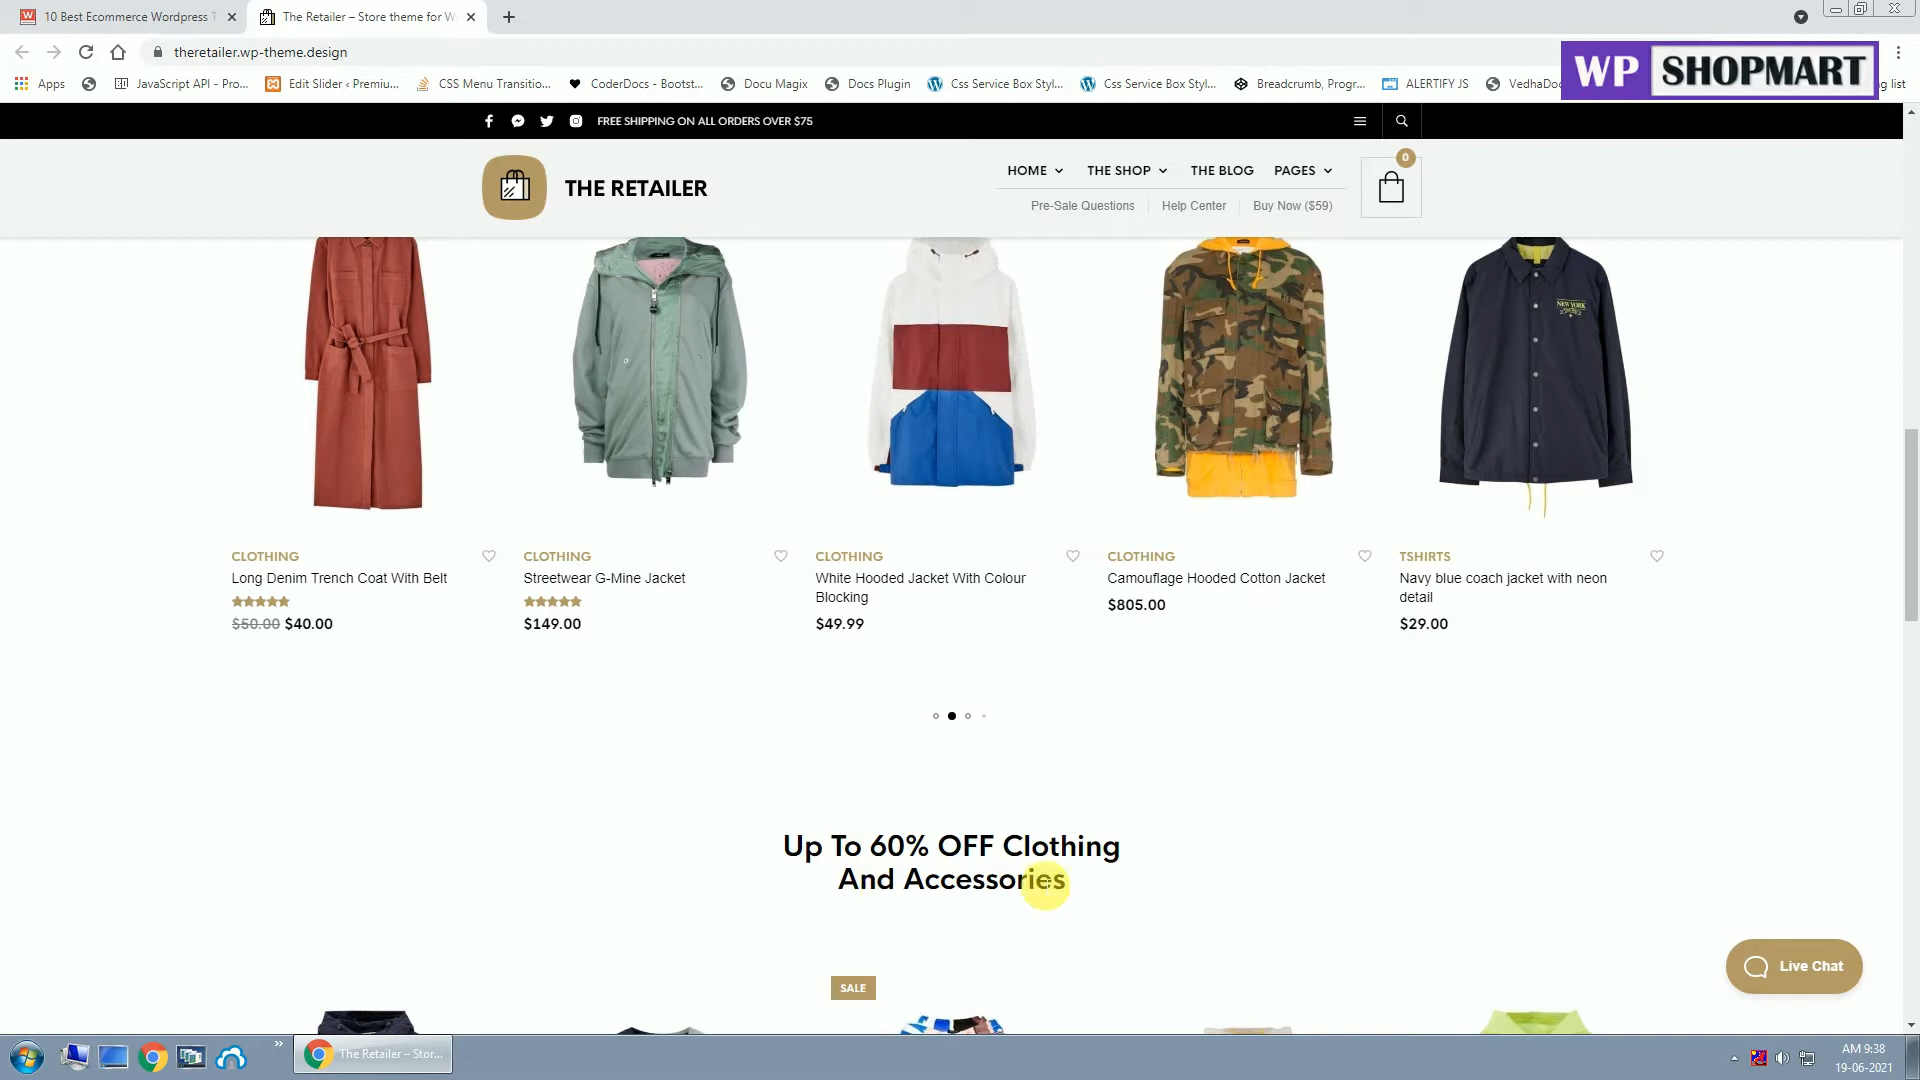 10 Best Ecommerce Wordpress T
The Retailer – Store theme for W
theretailer.wp-theme.design
WP SHOPMART
Apps
JavaScript API - Pro...
Edit Slider ‹ Premiu...
CSS Menu Transitio...
CoderDocs - Bootst...
Docu Magix
Docs Plugin
Css Service Box Styl...
Css Service Box Styl...
Breadcrumb, Progr...
ALERTIFY JS
VedhaDo
g list
FREE SHIPPING ON ALL ORDERS OVER $75
THE RETAILER
HOME
THE SHOP
THE BLOG
PAGES
0
Pre-Sale Questions
Help Center
Buy Now ($59)
NEW YORK
CLOTHING
Long Denim Trench Coat With Belt
$50.00 $40.00
CLOTHING
Streetwear G-Mine Jacket
$149.00
CLOTHING
White Hooded Jacket With Colour
Blocking
$49.99
CLOTHING
Camouflage Hooded Cotton Jacket
$805.00
TSHIRTS
Navy blue coach jacket with neon
detail
$29.00
Up To 60% OFF Clothing
And Accessories
SALE
Live Chat
The Retailer – Stor...
AM 9:38
19-06-2021